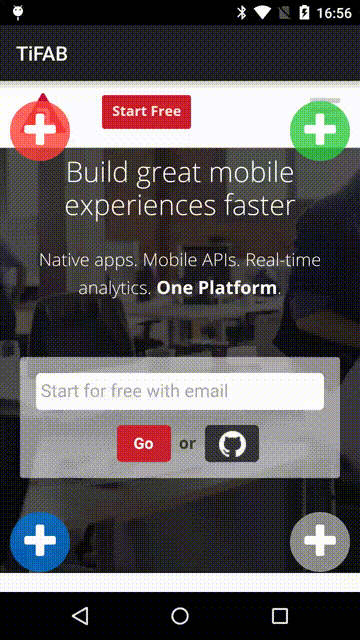 16:56
TiFAB
Start Free
Build great mobile
experiences faster
Native apps. Mobile APIs. Real-time
analytics. One Platform.
Start for free with email
Go or